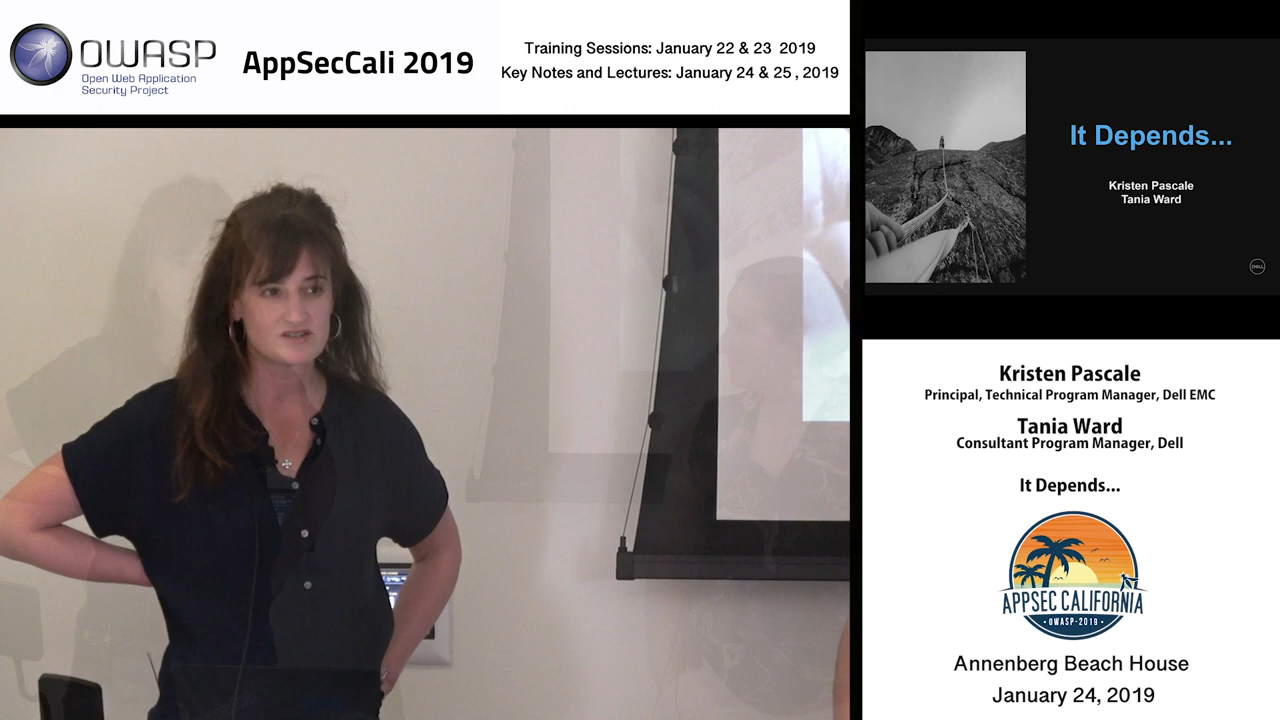 OWASP
Open Web Application
Security Project
AppSecCali 2019
Training Sessions: January 22 & 23 2019
Key Notes and Lectures: January 24 & 25 , 2019
It Depends...
Kristen Pascale
Tania Ward
DELL
Kristen Pascale
Principal, Technical Program Manager, Dell EMC
Tania Ward
Consultant Program Manager, Dell
It Depends...
APPSEC CALIFORNIA
• OWASP-2019 •
Annenberg Beach House
January 24, 2019